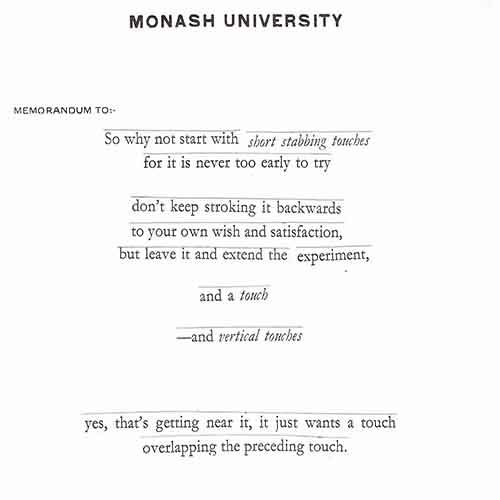 MONASH UNIVERSITY
MEMORANDUM TO:-
So why not start with short stabbing touches
for it is never too early to try
don't keep stroking it backwards
to your own wish and satisfaction,
but leave it and extend the experiment,
and a touch
—and vertical touches
yes, that's getting near it, it just wants a touch
overlapping the preceding touch.